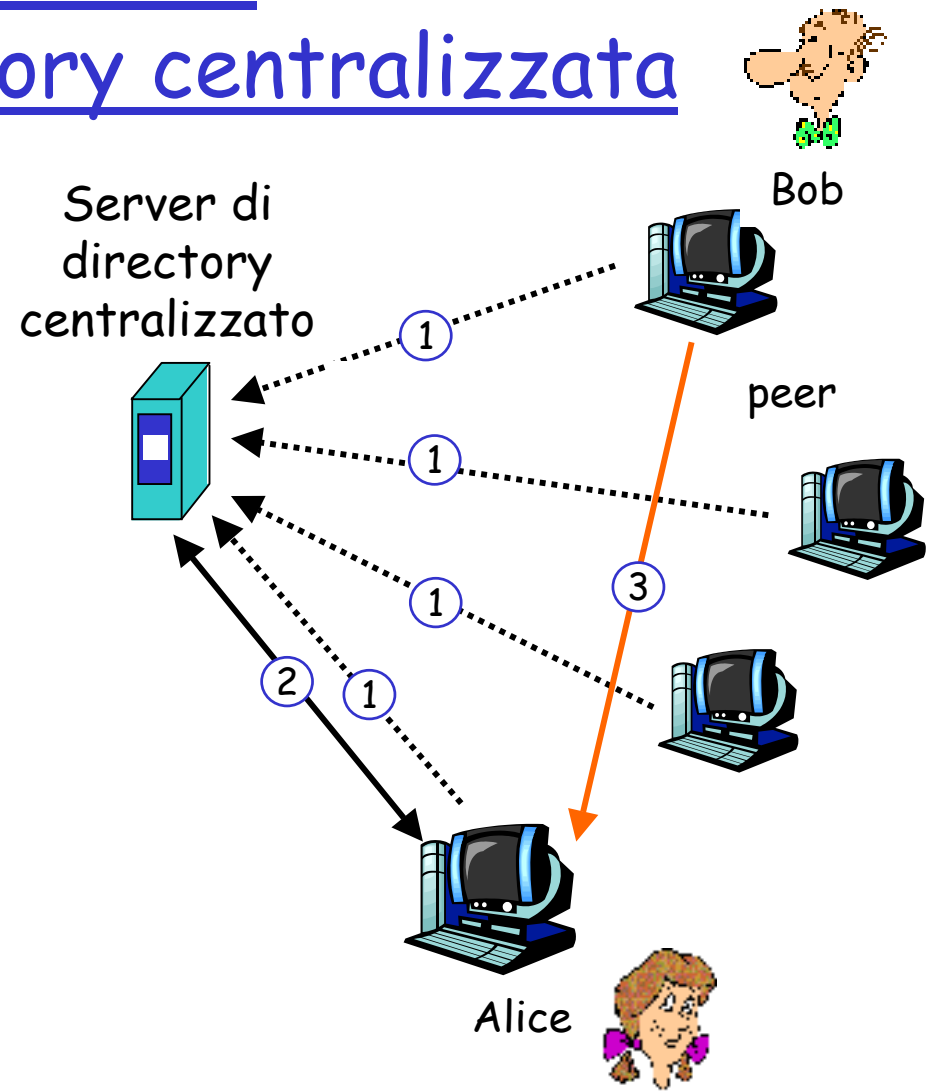 ory centralizzata
Bob
Server di
directory
centralizzato
1
peer
1
3
1
2
1
Alice